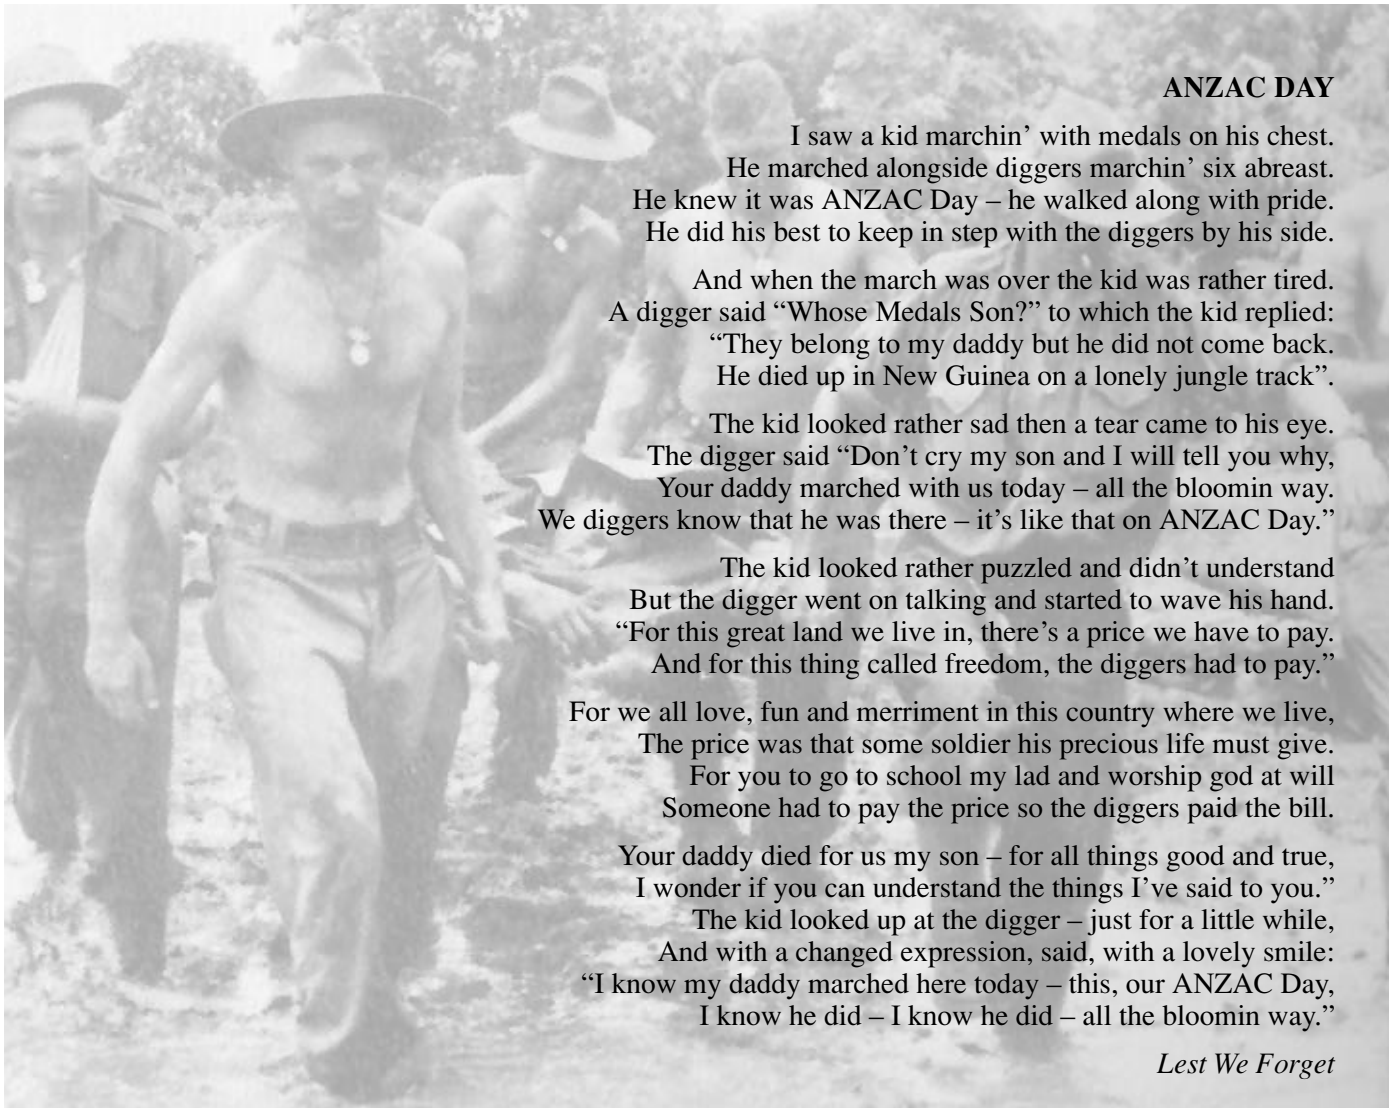 ANZAC DAY
I saw a kid marchin’ with medals on his chest.
He marched alongside diggers marchin’ six abreast.
He knew it was ANZAC Day – he walked along with pride.
He did his best to keep in step with the diggers by his side.
And when the march was over the kid was rather tired.
A digger said “Whose Medals Son?” to which the kid replied:
“They belong to my daddy but he did not come back.
He died up in New Guinea on a lonely jungle track”.
The kid looked rather sad then a tear came to his eye.
The digger said “Don’t cry my son and I will tell you why,
Your daddy marched with us today – all the bloomin way.
We diggers know that he was there – it’s like that on ANZAC Day.”
The kid looked rather puzzled and didn’t understand
But the digger went on talking and started to wave his hand.
“For this great land we live in, there’s a price we have to pay.
And for this thing called freedom, the diggers had to pay.”
For we all love, fun and merriment in this country where we live,
The price was that some soldier his precious life must give.
For you to go to school my lad and worship god at will
Someone had to pay the price so the diggers paid the bill.
Your daddy died for us my son – for all things good and true,
I wonder if you can understand the things I’ve said to you.”
The kid looked up at the digger – just for a little while,
And with a changed expression, said, with a lovely smile:
“I know my daddy marched here today – this, our ANZAC Day,
I know he did – I know he did – all the bloomin way.”
Lest We Forget